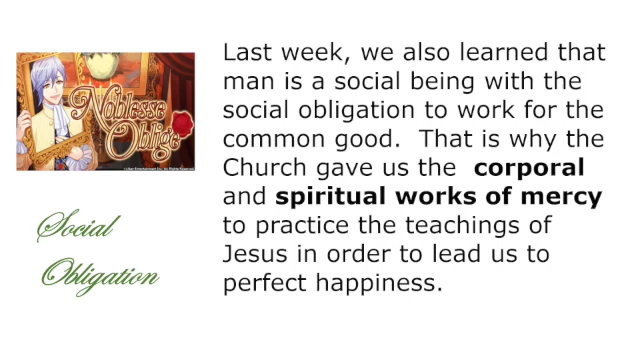 Noblesse
Oblige
Social
Obligation
Last week, we also learned that
man is a social being with the
social obligation to work for the
common good.  That is why the
Church gave us the  corporal
and spiritual works of mercy
to practice the teachings of
Jesus in order to lead us to
perfect happiness.